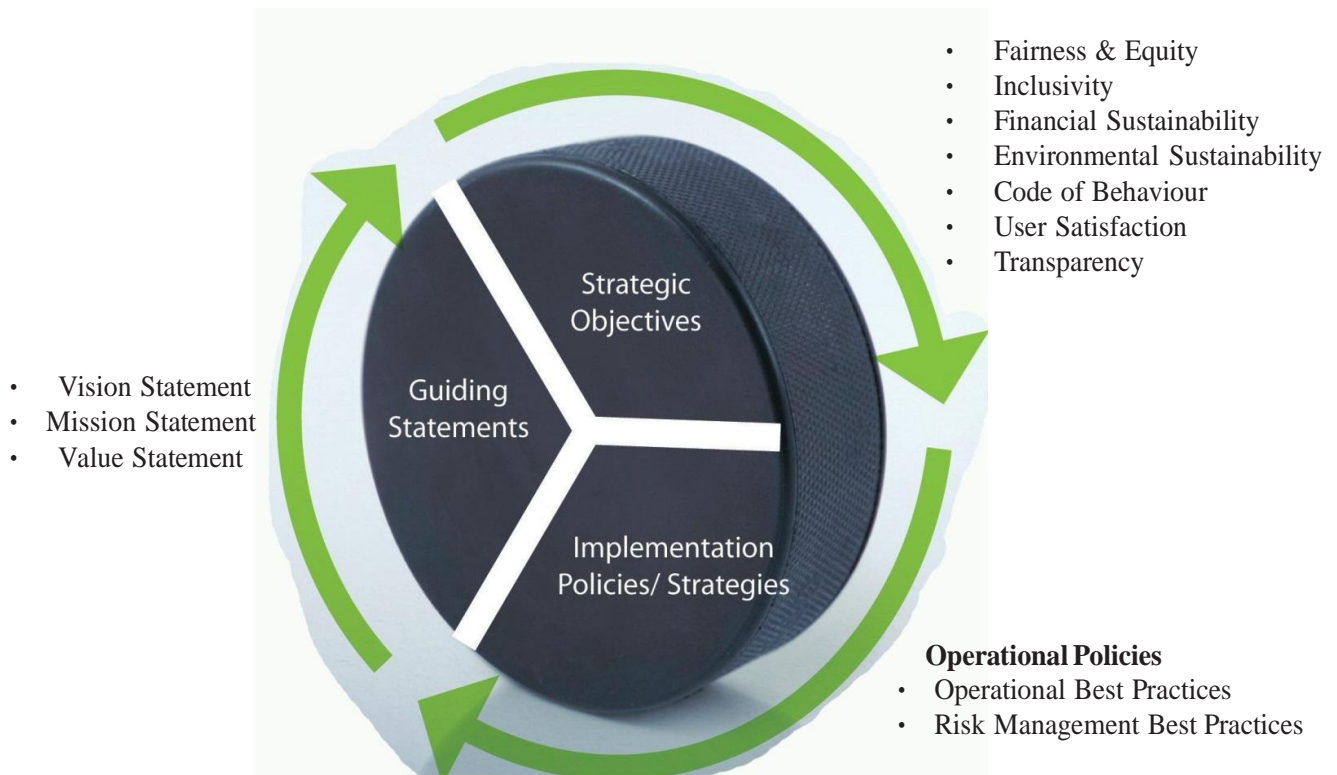 • Fairness & Equity
• Inclusivity
• Financial Sustainability
• Environmental Sustainability
• Code of Behaviour
• User Satisfaction
• Transparency
Strategic
Objectives
Guiding
Statements
• Vision Statement
• Mission Statement
• Value Statement
Implementation
Policies/ Strategies
Operational Policies
• Operational Best Practices
• Risk Management Best Practices